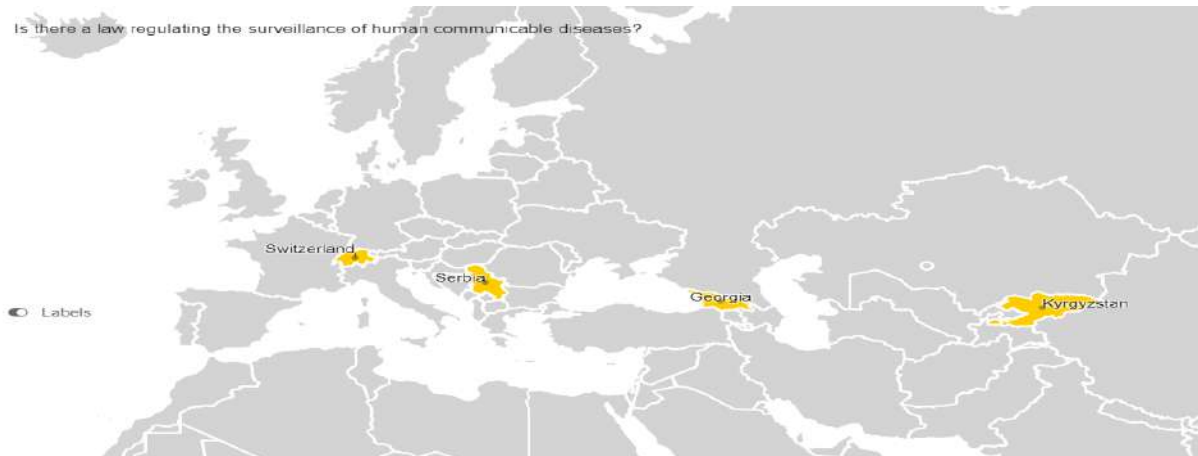 Is there a law regulating the surveillance of human communicable diseases?
Switzerland
Serbia
Georgia
Kyrgyzstan
Labels